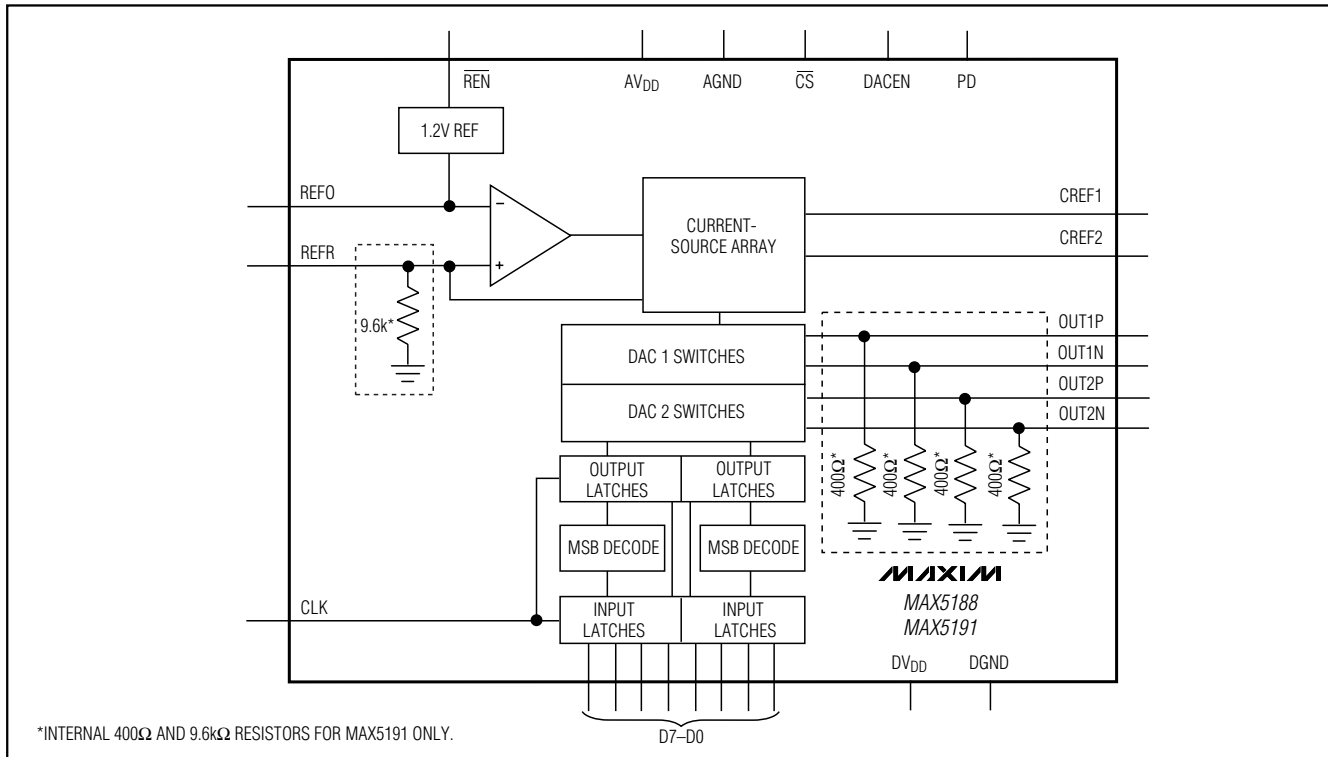 REN
AVDD
AGND
CS
DACEN
PD
1.2V REF
REFO
REFR
−
+
9.6k*
CURRENT-
SOURCE ARRAY
CREF1
CREF2
DAC 1 SWITCHES
DAC 2 SWITCHES
OUT1P
OUT1N
OUT2P
OUT2N
400Ω*
400Ω*
400Ω*
400Ω*
OUTPUT
LATCHES
OUTPUT
LATCHES
MSB DECODE
MSB DECODE
CLK
INPUT
LATCHES
INPUT
LATCHES
MAXIM
MAX5188
MAX5191
DVDD
DGND
D7–D0
*INTERNAL 400Ω AND 9.6kΩ RESISTORS FOR MAX5191 ONLY.